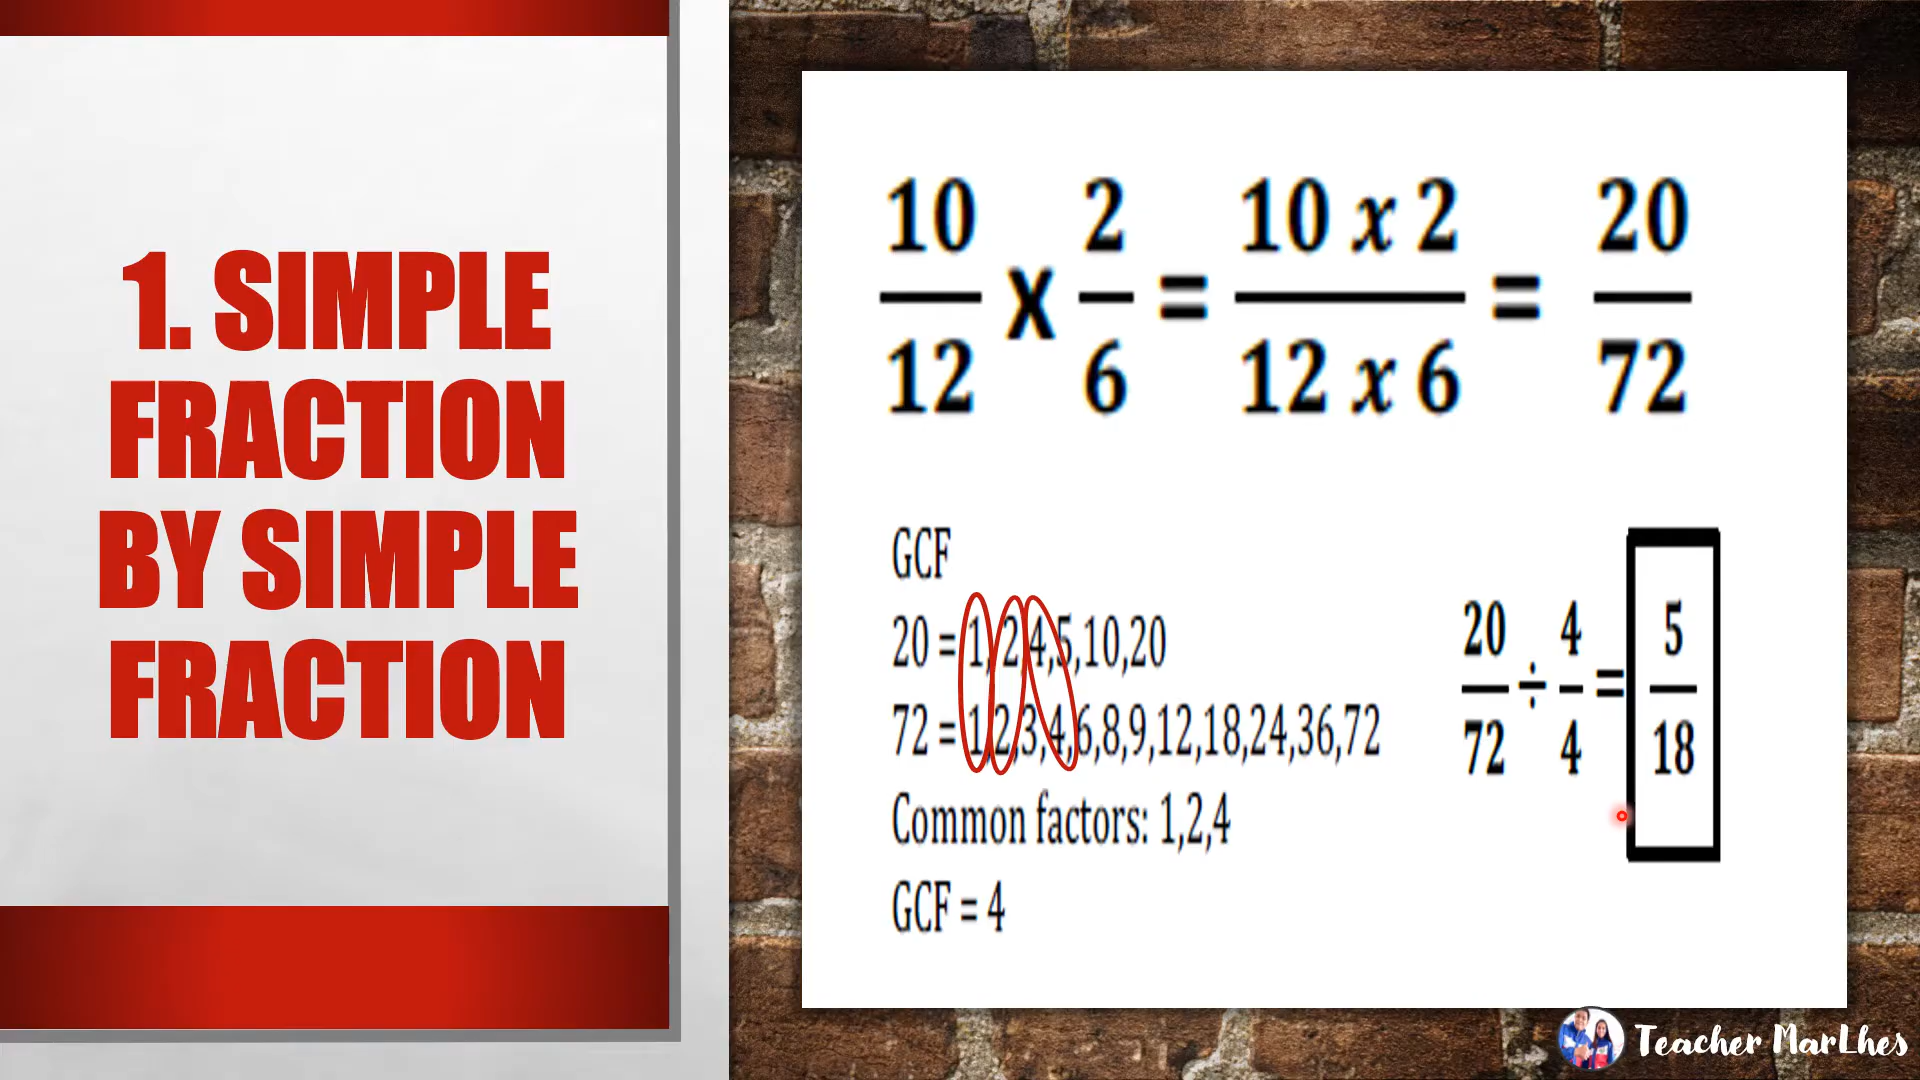 1. SIMPLE
FRACTION
BY SIMPLE
FRACTION
10/12 x 2/6 = 10 x 2/12 x 6 = 20/72
GCF
20 = 1, 2,4,5,10,20
72 = 1,2,3,4,6,8,9,12,18,24,36,72
Common factors: 1,2,4
GCF = 4
20/72 ÷ 4/4 = 5/18
Teacher MarLhes